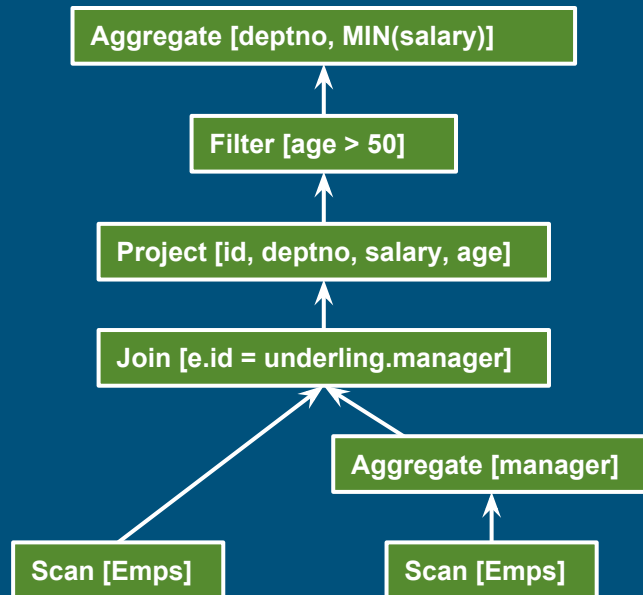 Aggregate [deptno, MIN(salary)]
Filter [age > 50]
Project [id, deptno, salary, age]
Join [e.id = underling.manager]
Aggregate [manager]
Scan [Emps]
Scan [Emps]